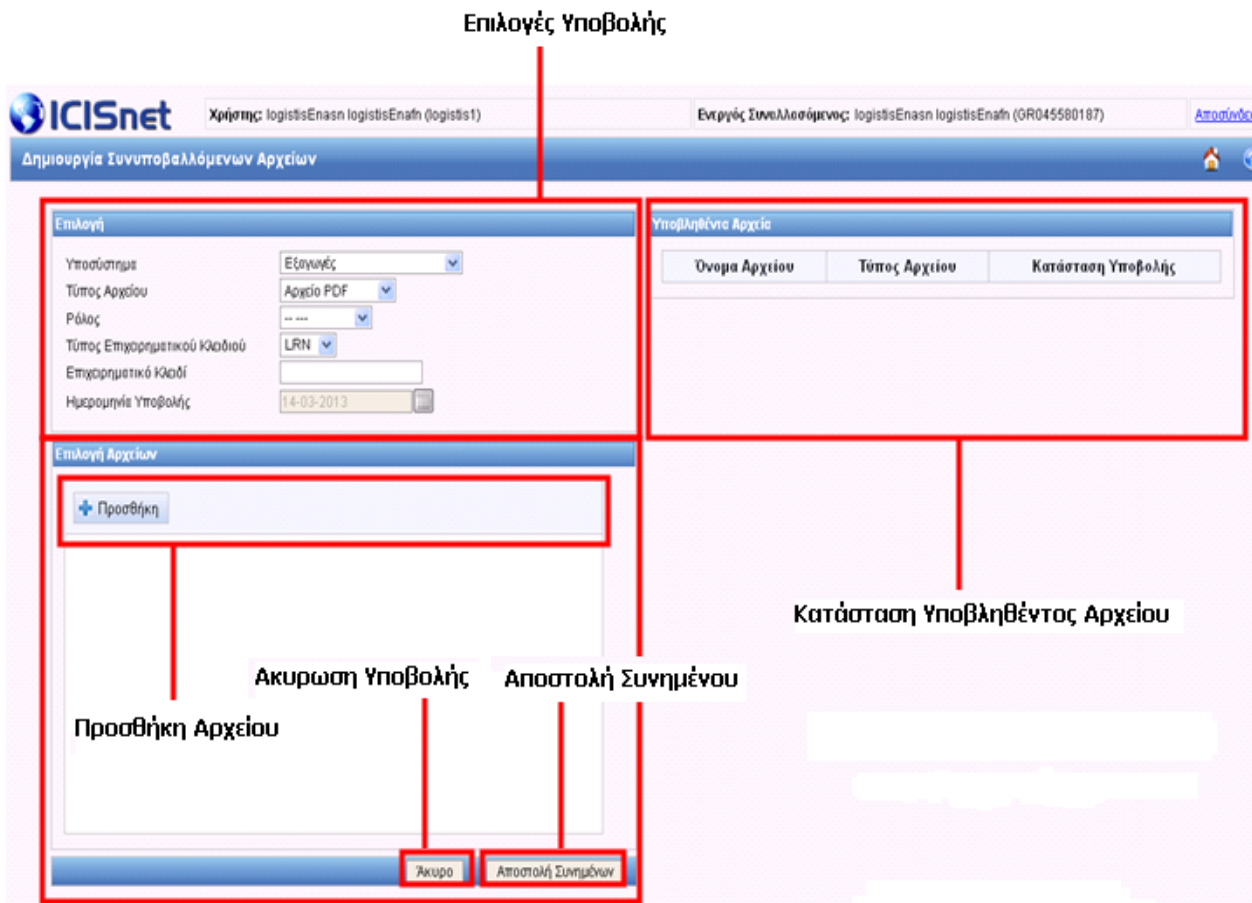 Επιλογές Υποβολής
ICISnet
Χρήστης: logistisEnasn logistisEnafn (logistis1)
Ενεργός Συναλλασόμενος: logistisEnasn logistisEnafn (GR045580187)
Αποσύνδε
Δημιουργία Συνυποβαλλόμενων Αρχείων
Επιλογή
Υποσύστημα
Εξαγωγές
Τύπος Αρχείου
Αρχείο PDF
Ρόλος
-- ---
Τύπος Επιχειρηματικού Κλειδιού
LRN
Επιχειρηματικό Κλειδί
Ημερομηνία Υποβολής
14-03-2013
Υποβληθέντα Αρχεία
Όνομα Αρχείου
Τύπος Αρχείου
Κατάσταση Υποβολής
Επιλογή Αρχείων
Προσθήκη
Κατάσταση Υποβληθέντος Αρχείου
Ακυρωση Υποβολής
Αποστολή Συνημένου
Προσθήκη Αρχείου
Άκυρο
Αποστολή Συνημένων